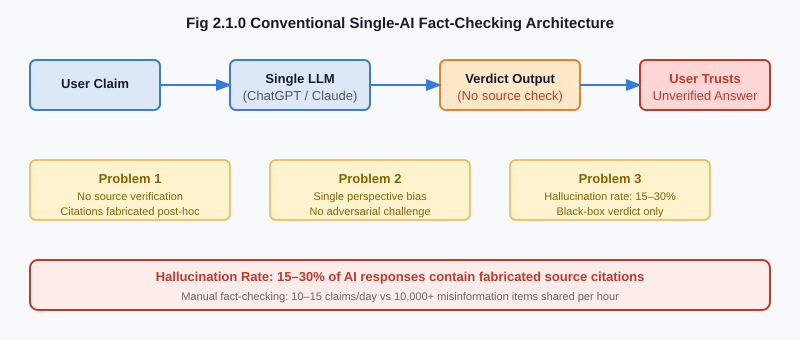 Fig 2.1.0 Conventional Single-AI Fact-Checking Architecture
User Claim
Single LLM
(ChatGPT / Claude)
Verdict Output
(No source check)
User Trusts
Unverified Answer
Problem 1
No source verification
Citations fabricated post-hoc
Problem 2
Single perspective bias
No adversarial challenge
Problem 3
Hallucination rate: 15–30%
Black-box verdict only
Hallucination Rate: 15–30% of AI responses contain fabricated source citations
Manual fact-checking: 10–15 claims/day vs 10,000+ misinformation items shared per hour